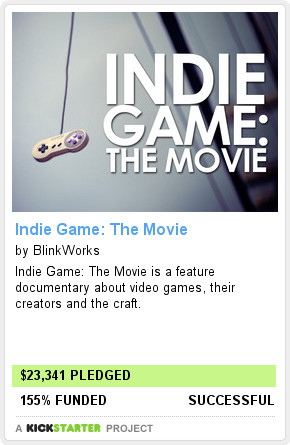 INDIE
GAME:
THE MOVIE
Indie Game: The Movie
by BlinkWorks
Indie Game: The Movie is a feature
documentary about video games, their
creators and the craft.
$23,341 PLEDGED
155% FUNDED SUCCESSFUL
A KICKSTARTER PROJECT